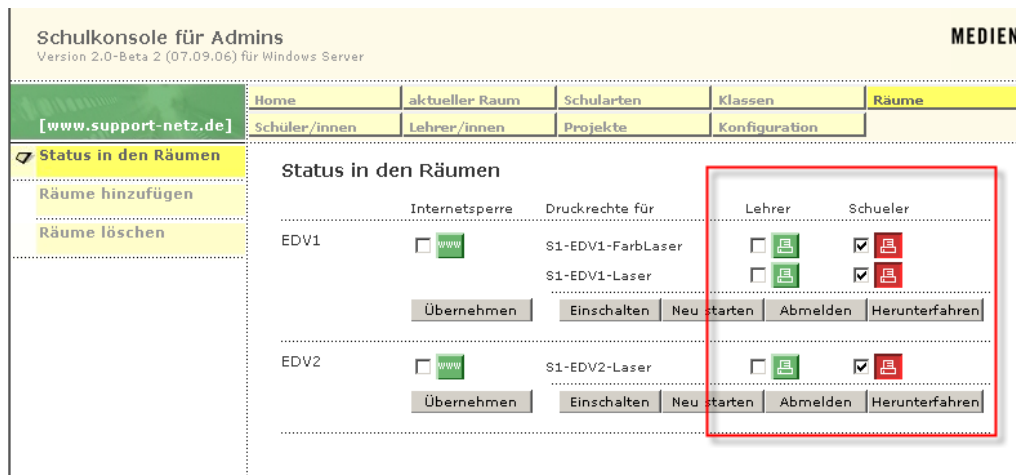 Schulkonsole für Admins
MEDIEN
Version 2.0-Beta 2 (07.09.06) für Windows Server
Home aktueller Raum Schularten Klassen Räume
[www.support-netz.de] Schüler/innen Lehrer/innen Projekte Konfiguration
Status in den Räumen
Räume hinzufügen
Räume löschen
Status in den Räumen
Internetsperre Druckrechte für Lehrer Schueler
EDV1 www S1-EDV1-FarbLaser
S1-EDV1-Laser
Übernehmen Einschalten Neu starten Abmelden Herunterfahren
EDV2 www S1-EDV2-Laser
Übernehmen Einschalten Neu starten Abmelden Herunterfahren